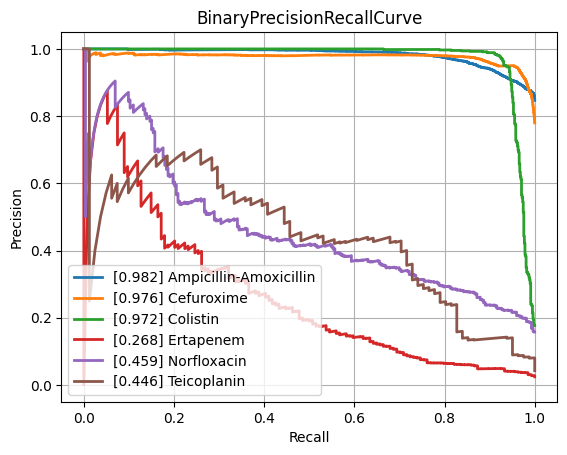 BinaryPrecisionRecallCurve
Precision
1.0
0.8
0.6
0.4
0.2
0.0
[0.982] Ampicillin-Amoxicillin
[0.976] Cefuroxime
[0.972] Colistin
[0.268] Ertapenem
[0.459] Norfloxacin
[0.446] Teicoplanin
0.0 0.2 0.4 0.6 0.8 1.0
Recall